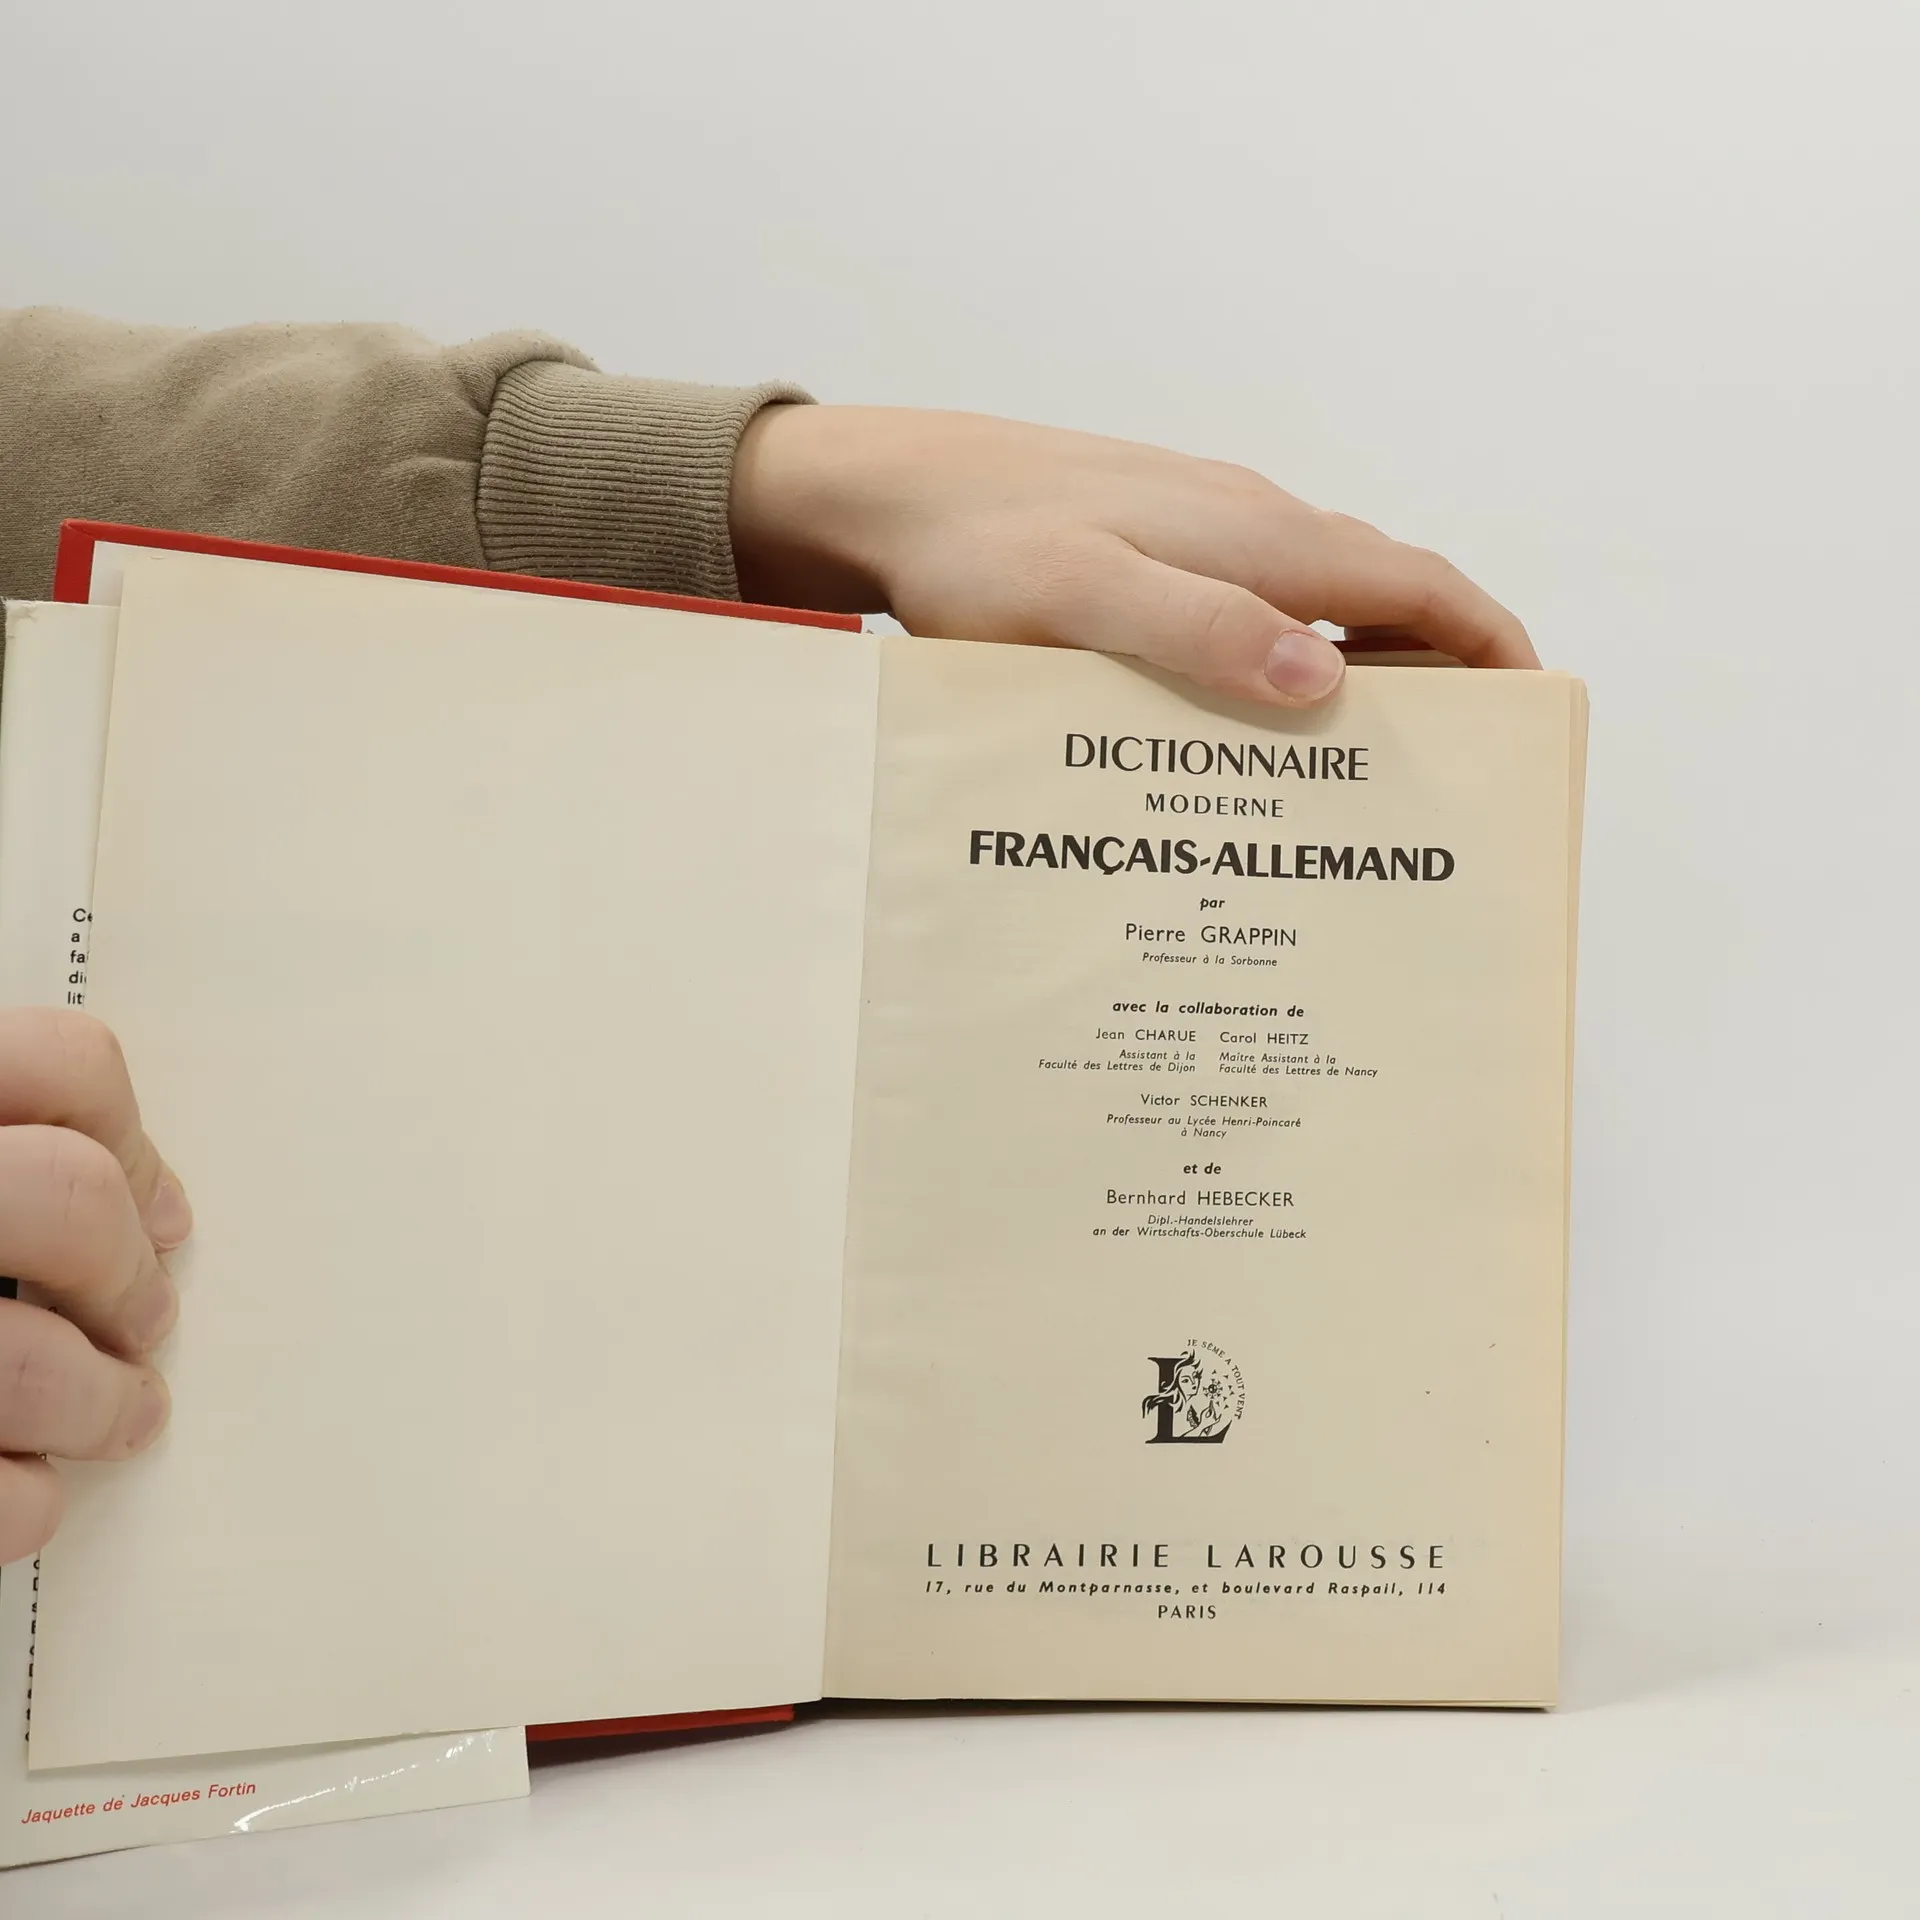 DICTIONNAIRE
MODERNE
FRANÇAIS-ALLEMAND
par
Pierre GRAPPIN
Professeur à la Sorbonne
avec la collaboration de
Jean CHARUE
Assistant à la
Faculté des Lettres de Dijon
Carol HEITZ
Maître Assistant à la
Faculté des Lettres de Nancy
Victor SCHENKER
Professeur au Lycée Henri-Poincaré
à Nancy
et de
Bernhard HEBECKER
Dipl.-Handelslehrer
an der Wirtschafts-Oberschule Lübeck
JE SÈME A TOUT VENT
L
LIBRAIRIE LAROUSSE
17, rue du Montparnasse, et boulevard Raspail, 114
PARIS
Jaquette de Jacques Fortin